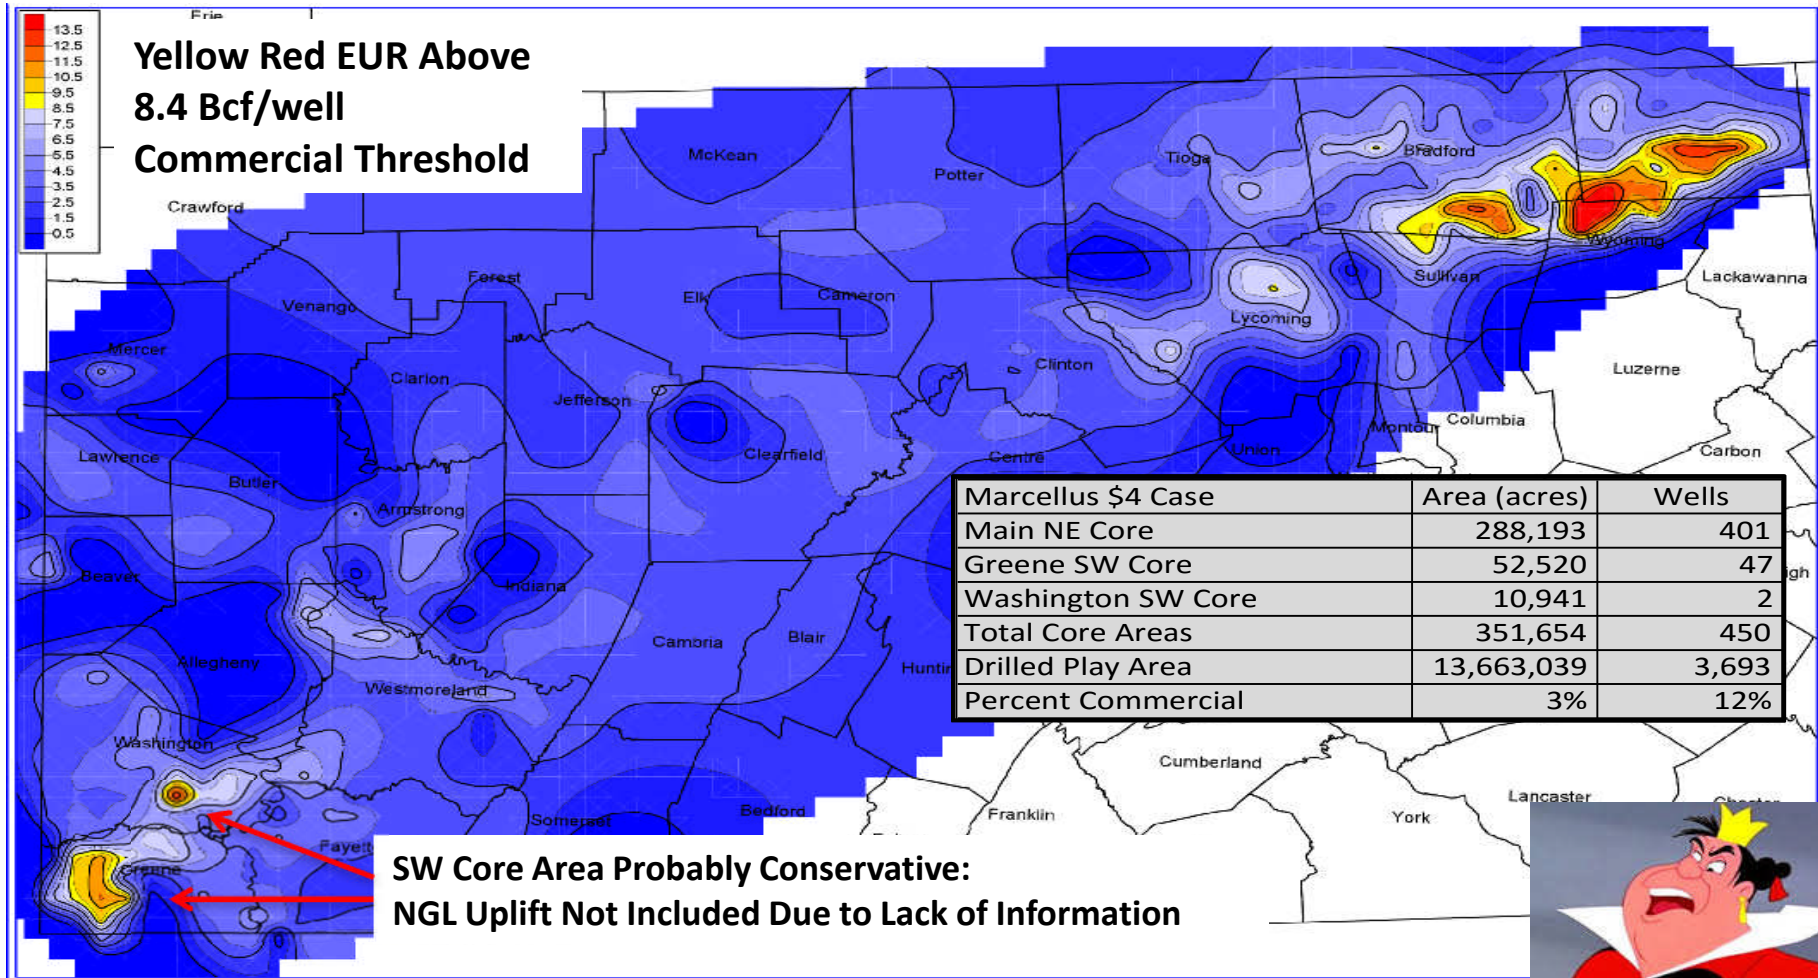 Erie
13.5
12.5
11.5
10.5
9.5
8.5
7.5
6.5
5.5
4.5
3.5
2.5
1.5
0.5
Yellow Red EUR Above
8.4 Bcf/well
Commercial Threshold
McKean
Potter
Tioga
Bradford
Crawford
Wyoming
Sullivan
Lackawanna
Forest
Venango
Elk
Cameron
Lycoming
Mercer
Clarion
Clinton
Luzerne
Jefferson
Columbia
Montour
Lawrence
Clearfield
Centre
Union
Carbon
Butler
Armstrong
Marcellus $4 Case Area (acres) Wells
Main NE Core 288,193 401
Greene SW Core 52,520 47
Washington SW Core 10,941 2
Total Core Areas 351,654 450
Drilled Play Area 13,663,039 3,693
Percent Commercial 3% 12%
Beaver
Indiana
igh
Cambria
Blair
Allegheny
Huntin
Westmoreland
Washington
Cumberland
Lancaster
Bedford
Franklin
York
Somerset
Fayett
Greene
SW Core Area Probably Conservative:
NGL Uplift Not Included Due to Lack of Information